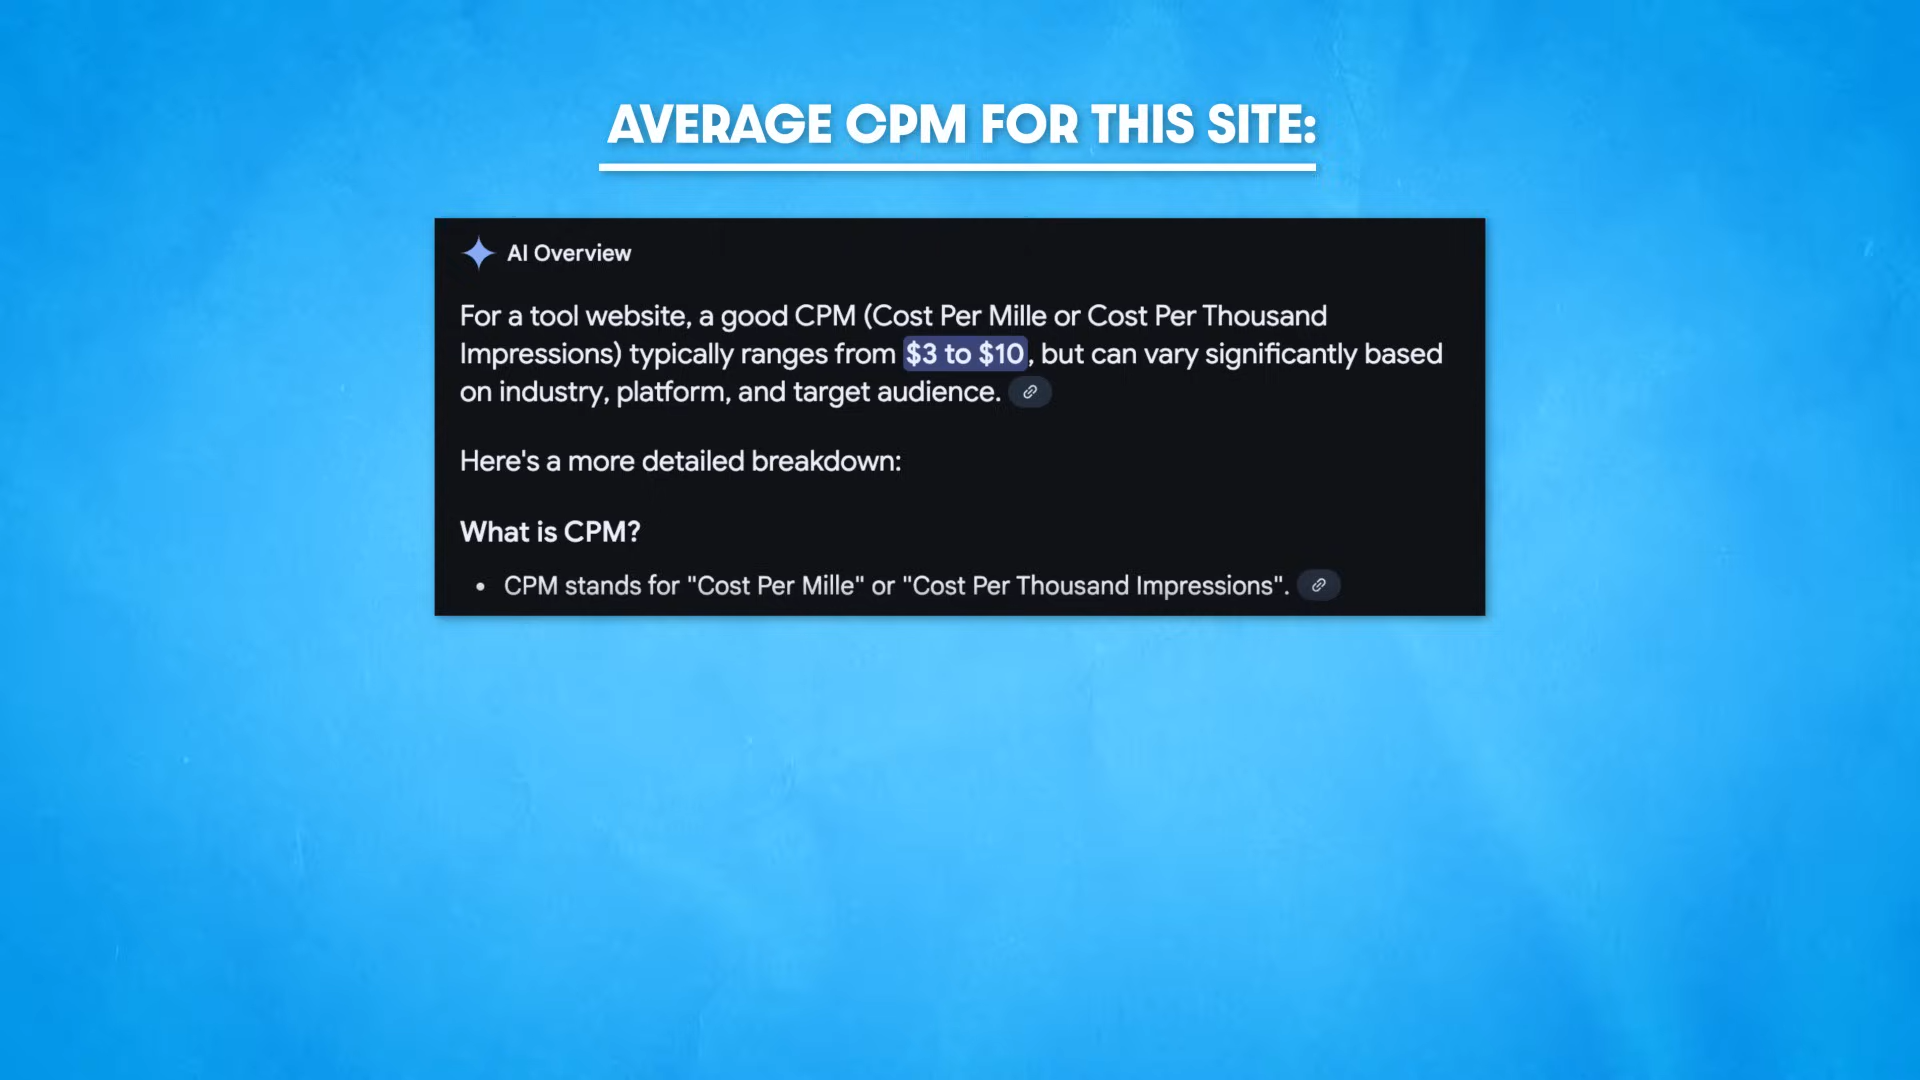 AVERAGE CPM FOR THIS SITE:
AI Overview
For a tool website, a good CPM (Cost Per Mille or Cost Per Thousand
Impressions) typically ranges from $3 to $10, but can vary significantly based
on industry, platform, and target audience.
Here's a more detailed breakdown:
What is CPM?
• CPM stands for "Cost Per Mille" or "Cost Per Thousand Impressions".